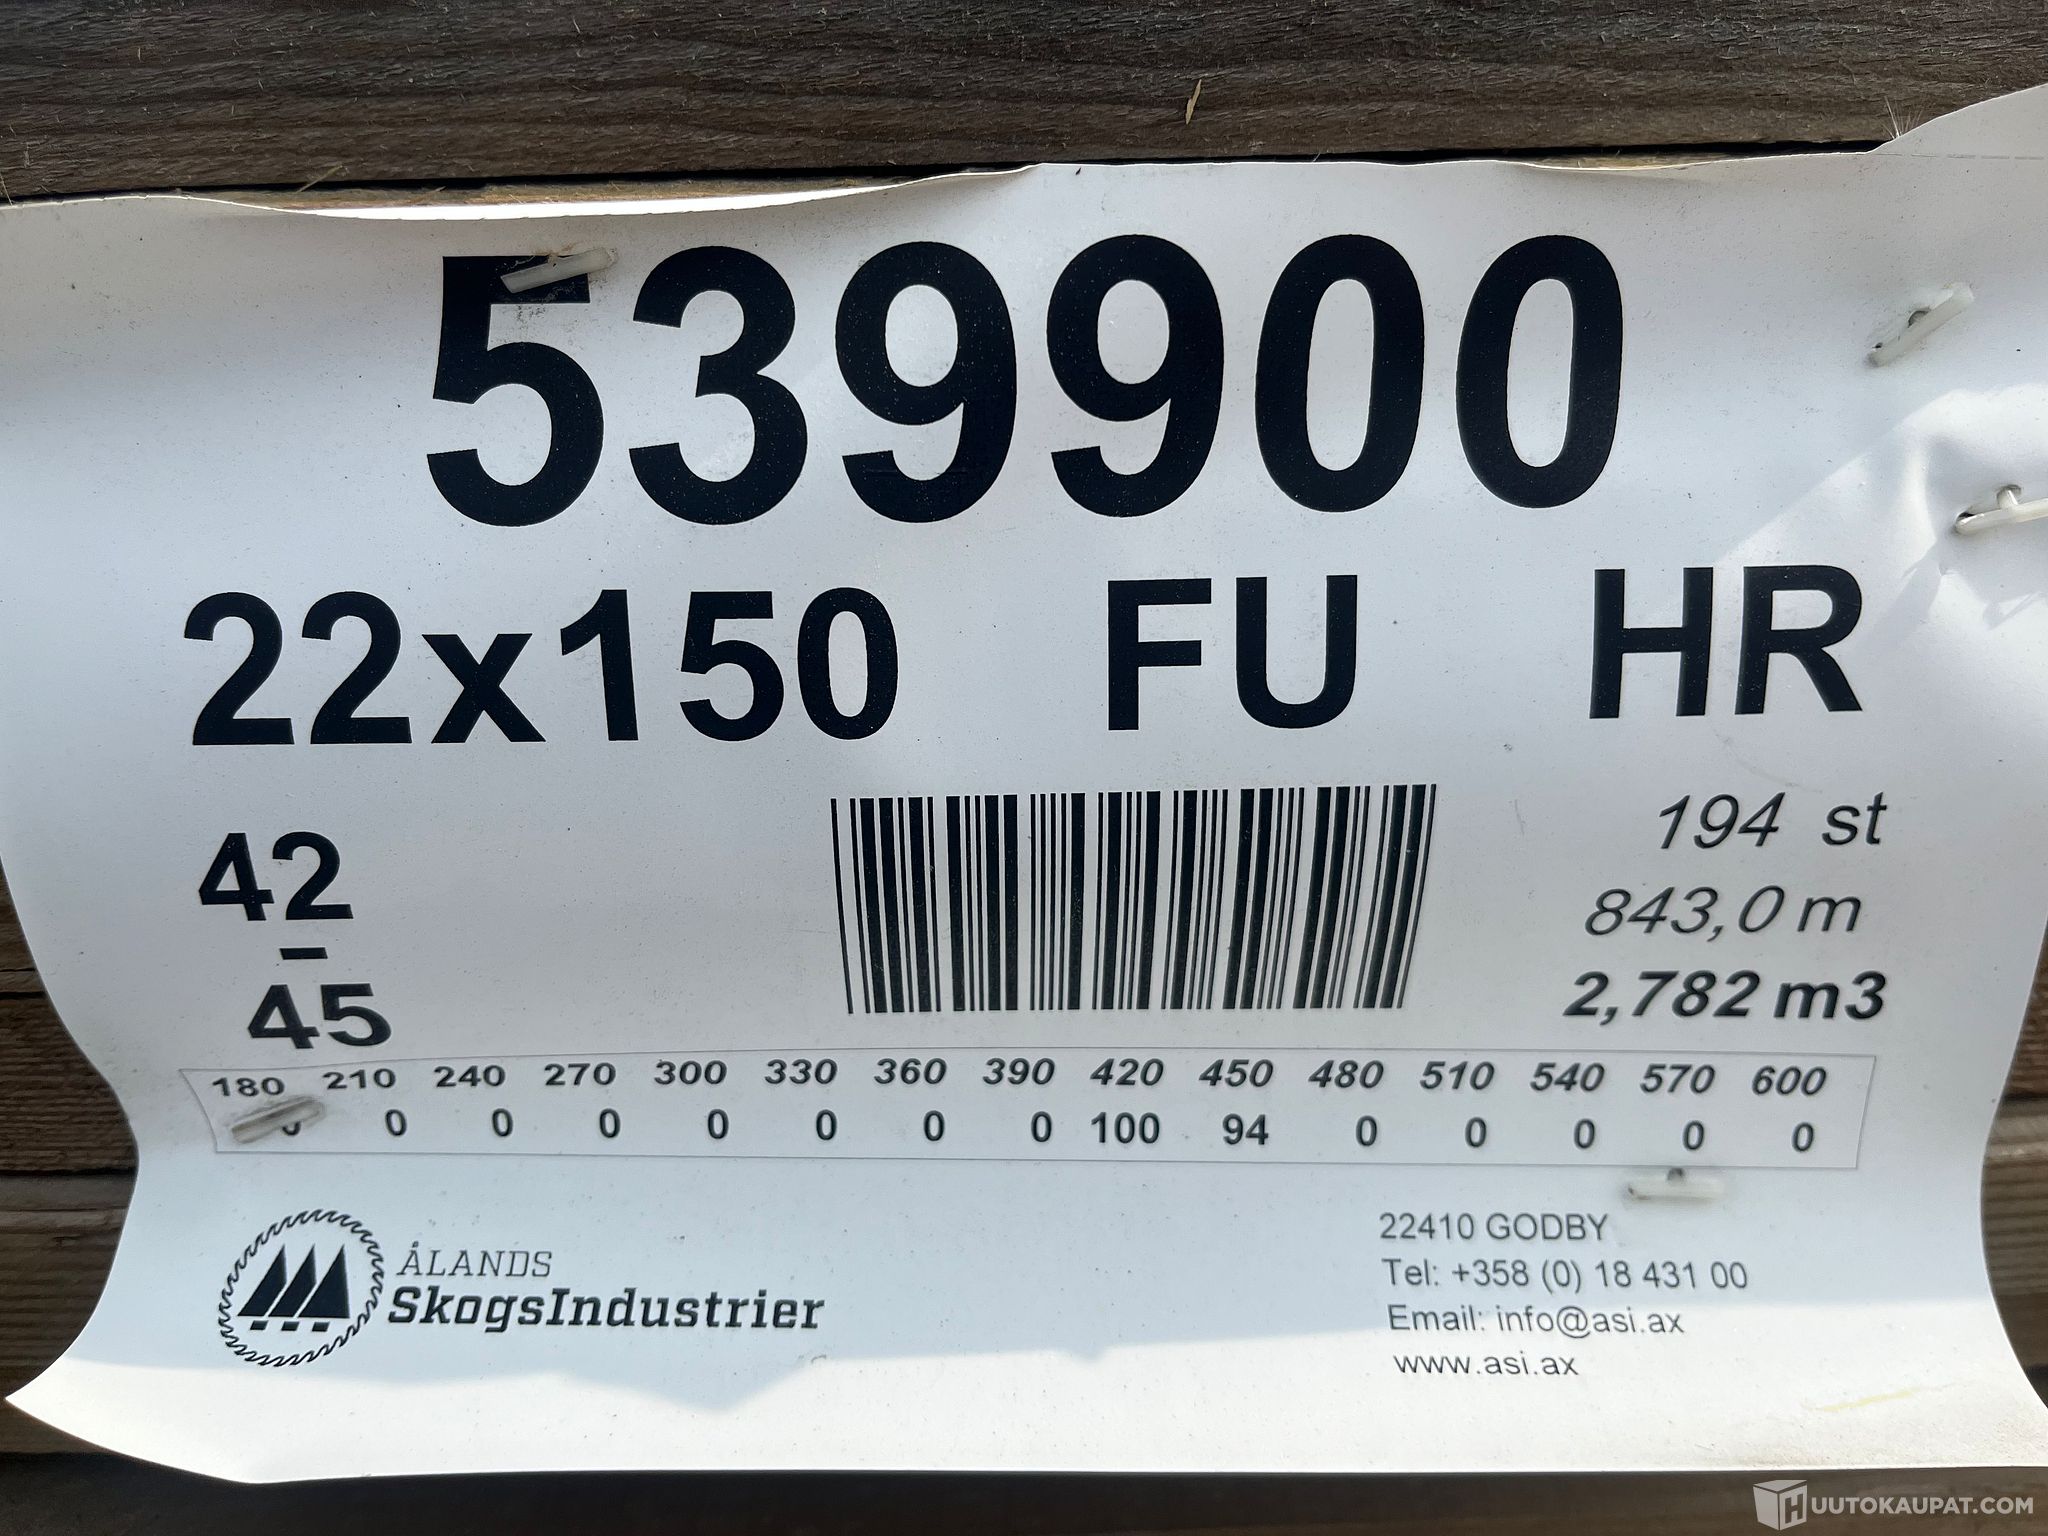 539900
22x150 FU HR
194 st
843,0 m
2,782 m3
42
-
45
180 210 240 270 300 330 360 390 420 450 480 510 540 570 600
0 0 0 0 0 0 0 100 94 0 0 0 0 0
ÅLANDS
SkogsIndustrier
22410 GODBY
Tel: +358 (0) 18 431 00
Email: info@asi.ax
www.asi.ax
HUUTOKAUPAT.COM